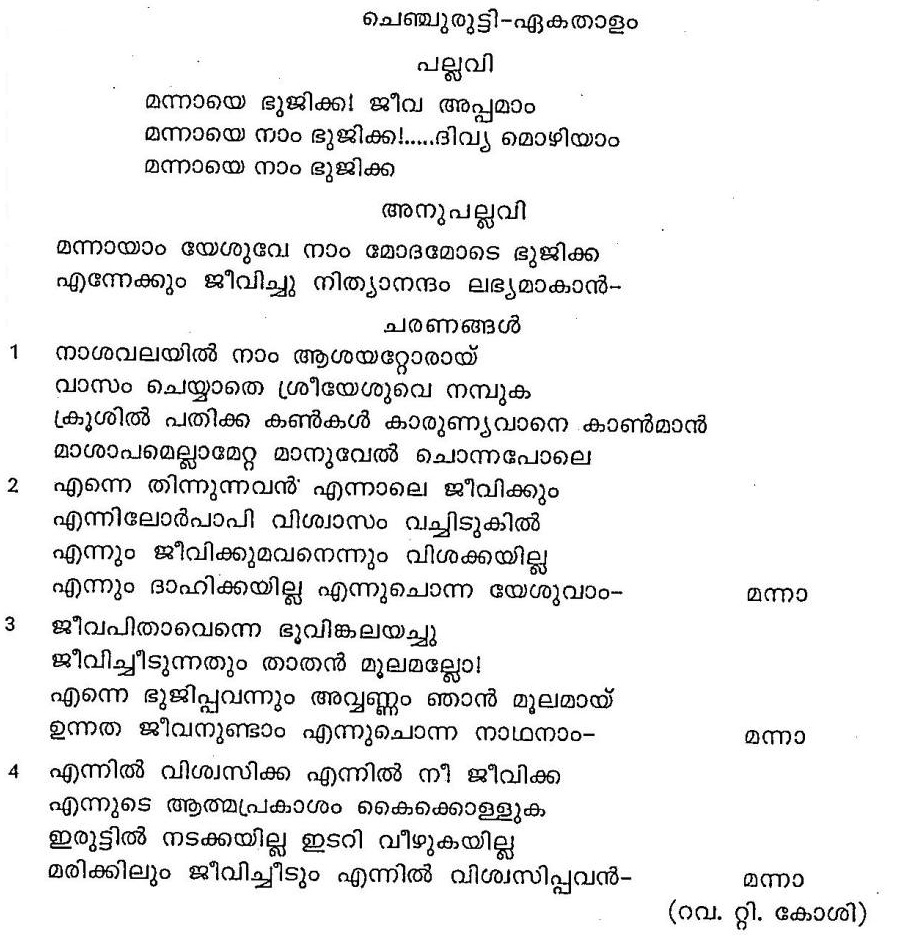 ചെഞ്ചുരുട്ടി-ഏകതാളം
പല്ലവി
മന്നായെ ഭുജിക്ക! ജീവ അപ്പമാം
മന്നായെ നാം ഭുജിക്ക!.....ദിവ്യ മൊഴിയാം
മന്നായെ നാം ഭുജിക്ക
അനുപല്ലവി
മന്നായാം യേശുവേ നാം മോദമോടെ ഭുജിക്ക
എന്നേക്കും ജീവിച്ചു നിത്യാനന്ദം ലഭ്യമാകാൻ-
ചരണങ്ങൾ
1 നാശവലയിൽ നാം ആശയറ്റോരായ്
വാസം ചെയ്യാതെ ശ്രീയേശുവെ നമ്പുക
ക്രൂശിൽ പതിക്ക കൺകൾ കാരുണ്യവാനെ കാൺമാൻ
മാശാപമെല്ലാമേറ്റ മാനുവേൽ ചൊന്നപോലെ
2 എന്നെ തിന്നുന്നവൻ എന്നാലെ ജീവിക്കും
എന്നിലോർപാപി വിശ്വാസം വച്ചിടുകിൽ
എന്നും ജീവിക്കുമവനെന്നും വിശക്കയില്ല
എന്നും ദാഹിക്കയില്ല എന്നുചൊന്ന യേശുവാം- മന്നാ
3 ജീവപിതാവെന്നെ ഭൂവിങ്കലയച്ചു
ജീവിച്ചീടുന്നതും താതൻ മൂലമല്ലോ!
എന്നെ ഭുജിപ്പവന്നും അവ്വണ്ണം ഞാൻ മൂലമായ്
ഉന്നത ജീവനുണ്ടാം എന്നുചൊന്ന നാഥനാം- മന്നാ
4 എന്നിൽ വിശ്വസിക്ക എന്നിൽ നീ ജീവിക്ക
എന്നുടെ ആത്മപ്രകാശം കൈക്കൊള്ളുക
ഇരുട്ടിൽ നടക്കയില്ല ഇടറി വീഴുകയില്ല
മരിക്കിലും ജീവിച്ചീടും എന്നിൽ വിശ്വസിപ്പവൻ- മന്നാ
(റവ. റ്റി. കോശി)